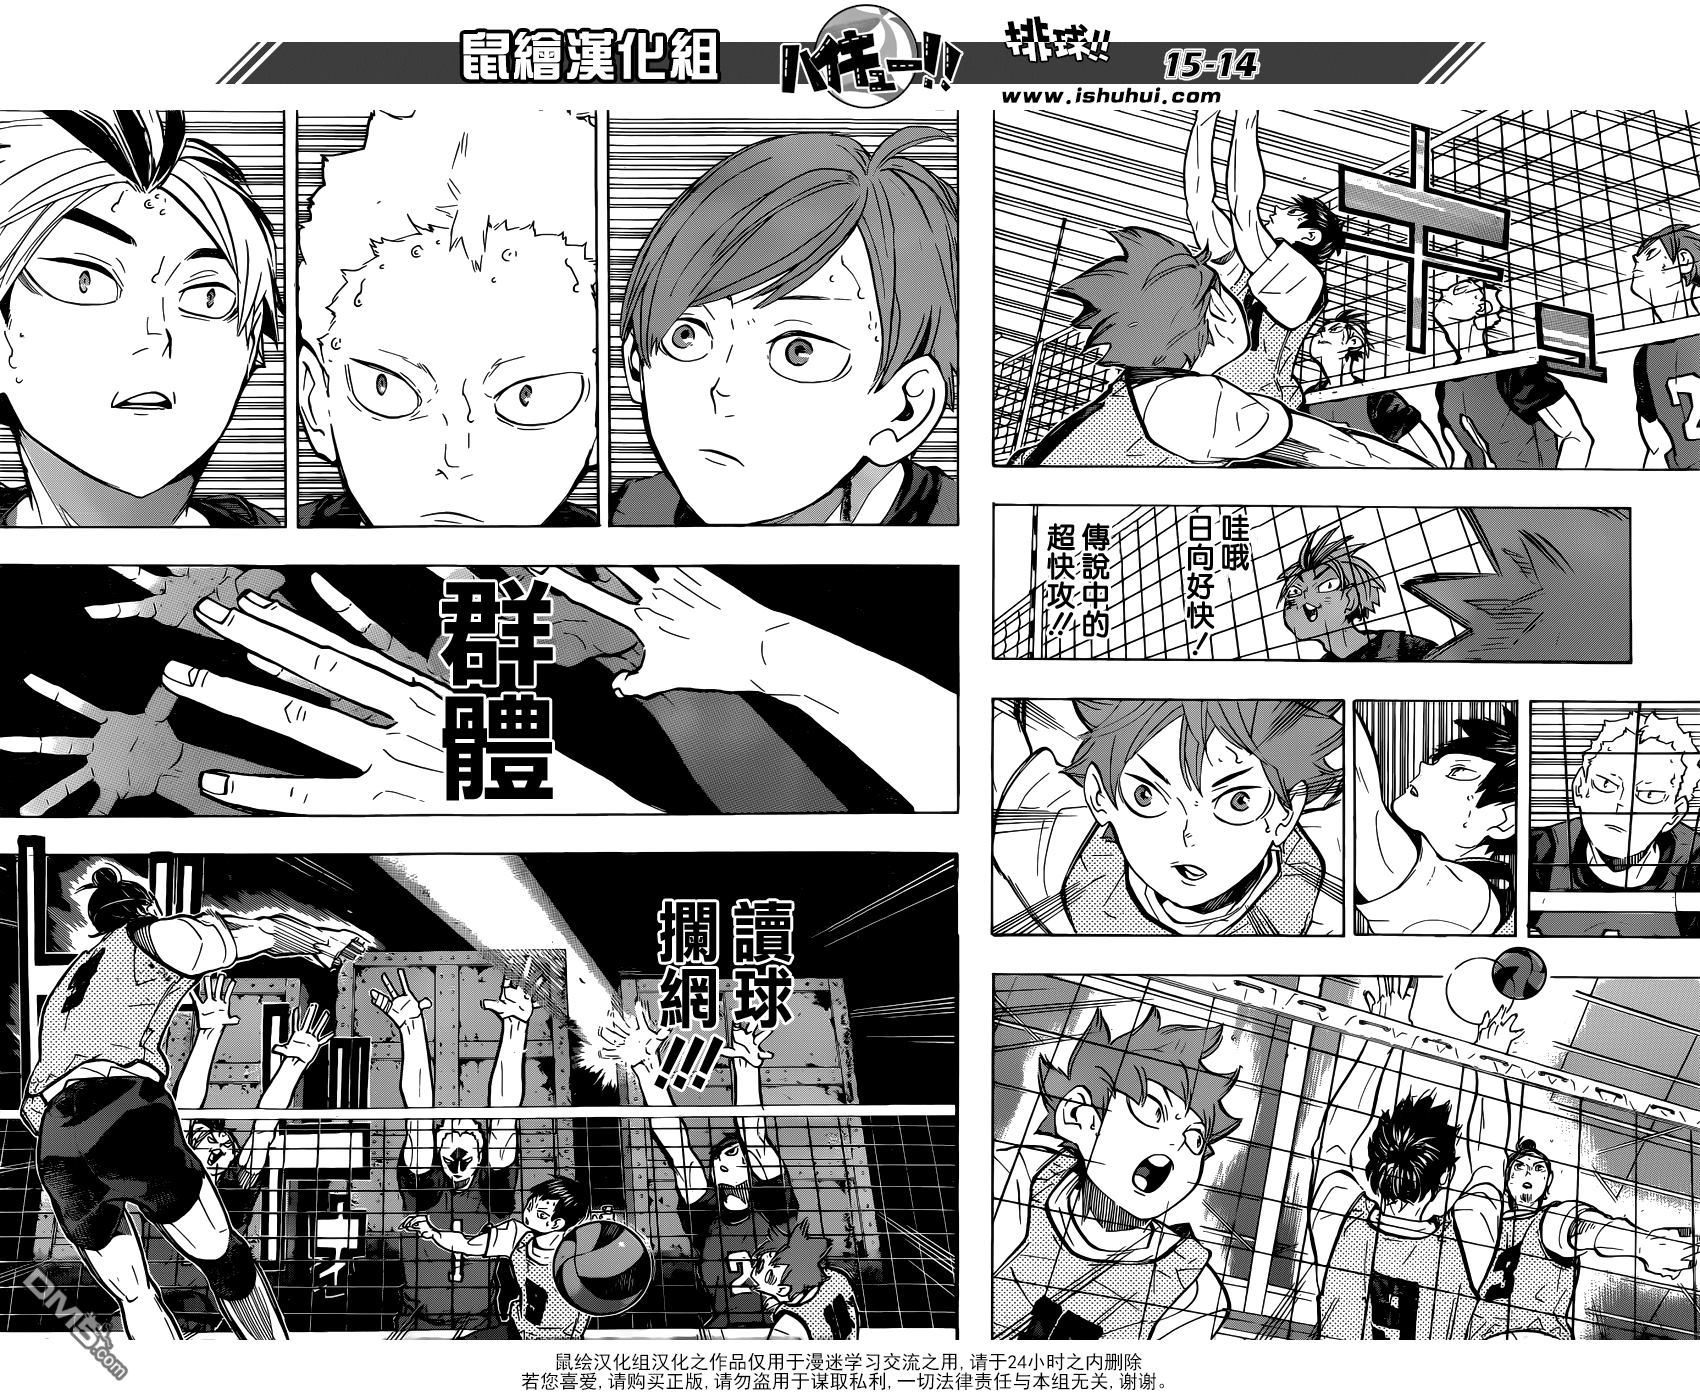 鼠繪漢化組
ハイキュー!!
排球!!
15-14
www.ishuhui.com
キュ
哇哦
日向好快!
傳說中的
超快攻!!
群體
讀球
攔網!!!
鼠绘汉化组汉化之作品仅用于漫迷学习交流之用, 请于24小时之内删除
若您喜爱, 请购买正版, 请勿盗用于谋取私利, 一切法律责任与本组无关, 谢谢。